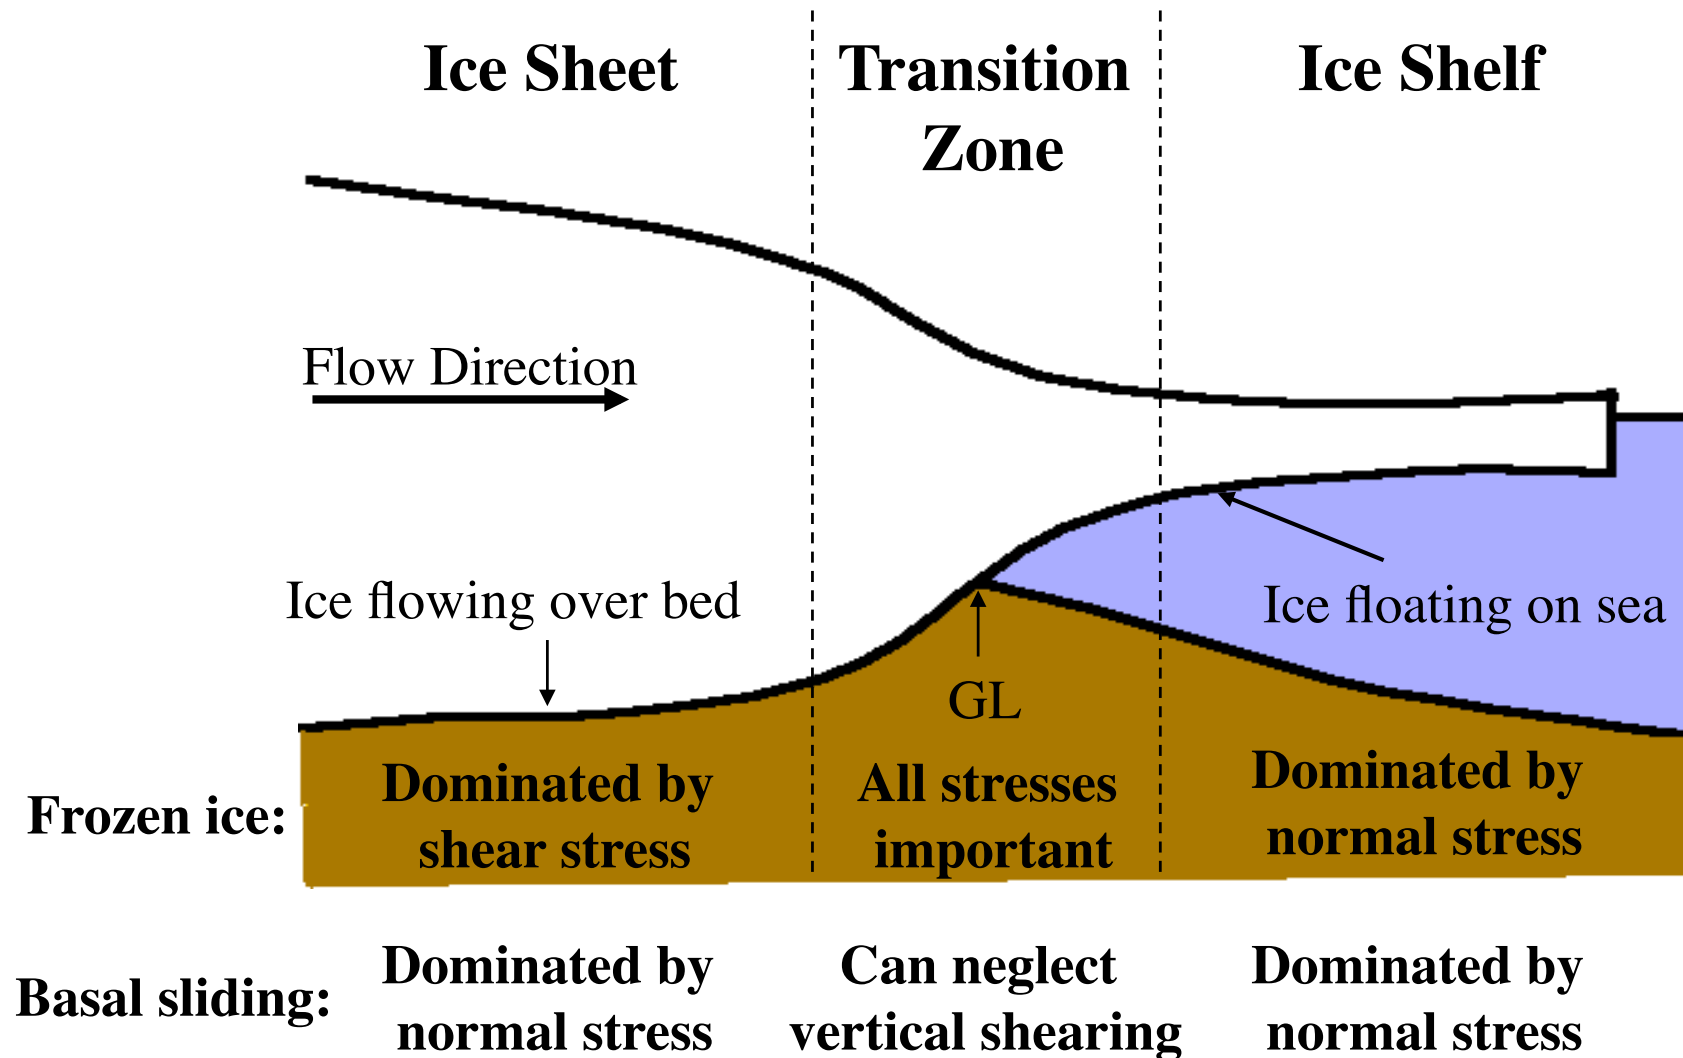 Ice Sheet
Transition
Zone
Ice Shelf
Flow Direction
Ice flowing over bed
GL
Ice floating on sea
Frozen ice:
Dominated by
shear stress
All stresses
important
Dominated by
normal stress
Basal sliding:
Dominated by
normal stress
Can neglect
vertical shearing
Dominated by
normal stress